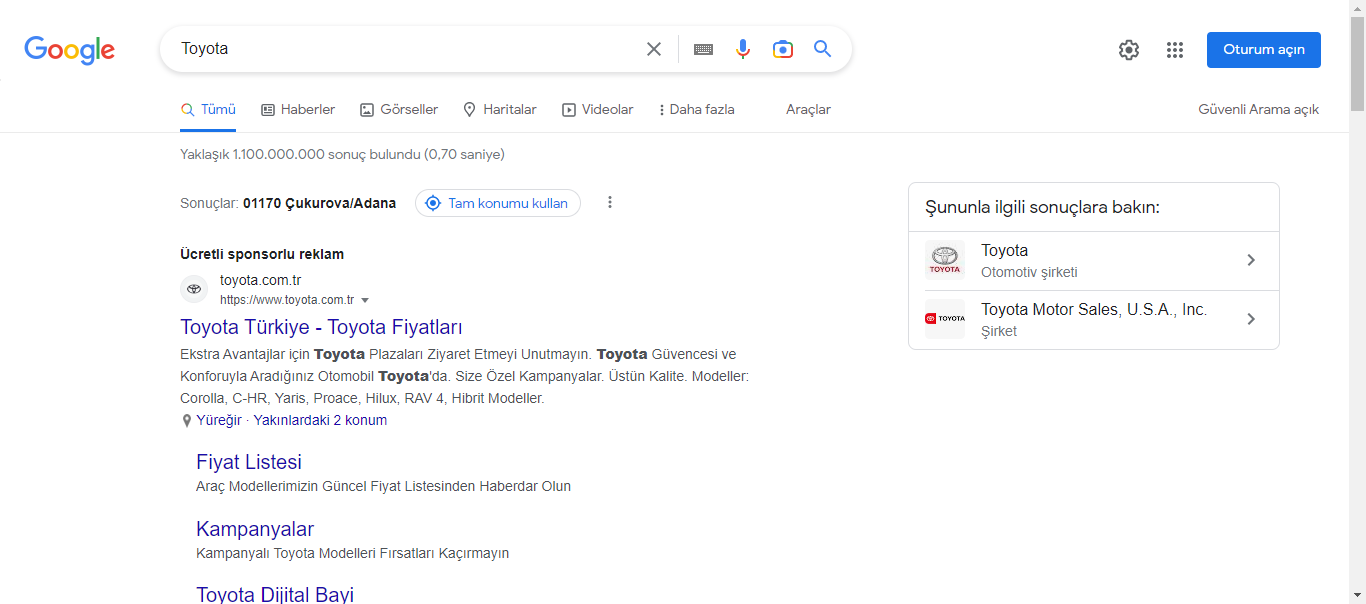 Google
Toyota
Oturum açın
Tümü Haberler Görseller Haritalar Videolar Daha fazla Araçlar Güvenli Arama açık
Yaklaşık 1.100.000.000 sonuç bulundu (0,70 saniye)
Sonuçlar: 01170 Çukurova/Adana Tam konumu kullan
Ücretli sponsorlu reklam
toyota.com.tr
https://www.toyota.com.tr
Toyota Türkiye - Toyota Fiyatları
Ekstra Avantajlar için Toyota Plazaları Ziyaret Etmeyi Unutmayın. Toyota Güvencesi ve
Konforuyla Aradığınız Otomobil Toyota'da. Size Özel Kampanyalar. Üstün Kalite. Modeller:
Corolla, C-HR, Yaris, Proace, Hilux, RAV 4, Hibrit Modeller.
Yüreğir · Yakınlardaki 2 konum
Fiyat Listesi
Araç Modellerimizin Güncel Fiyat Listesinden Haberdar Olun
Kampanyalar
Kampanyalı Toyota Modelleri Fırsatları Kaçırmayın
Toyota Dijital Bayi
Şununla ilgili sonuçlara bakın:
TOYOTA
Toyota
Otomotiv şirketi
TOYOTA
Toyota Motor Sales, U.S.A., Inc.
Şirket